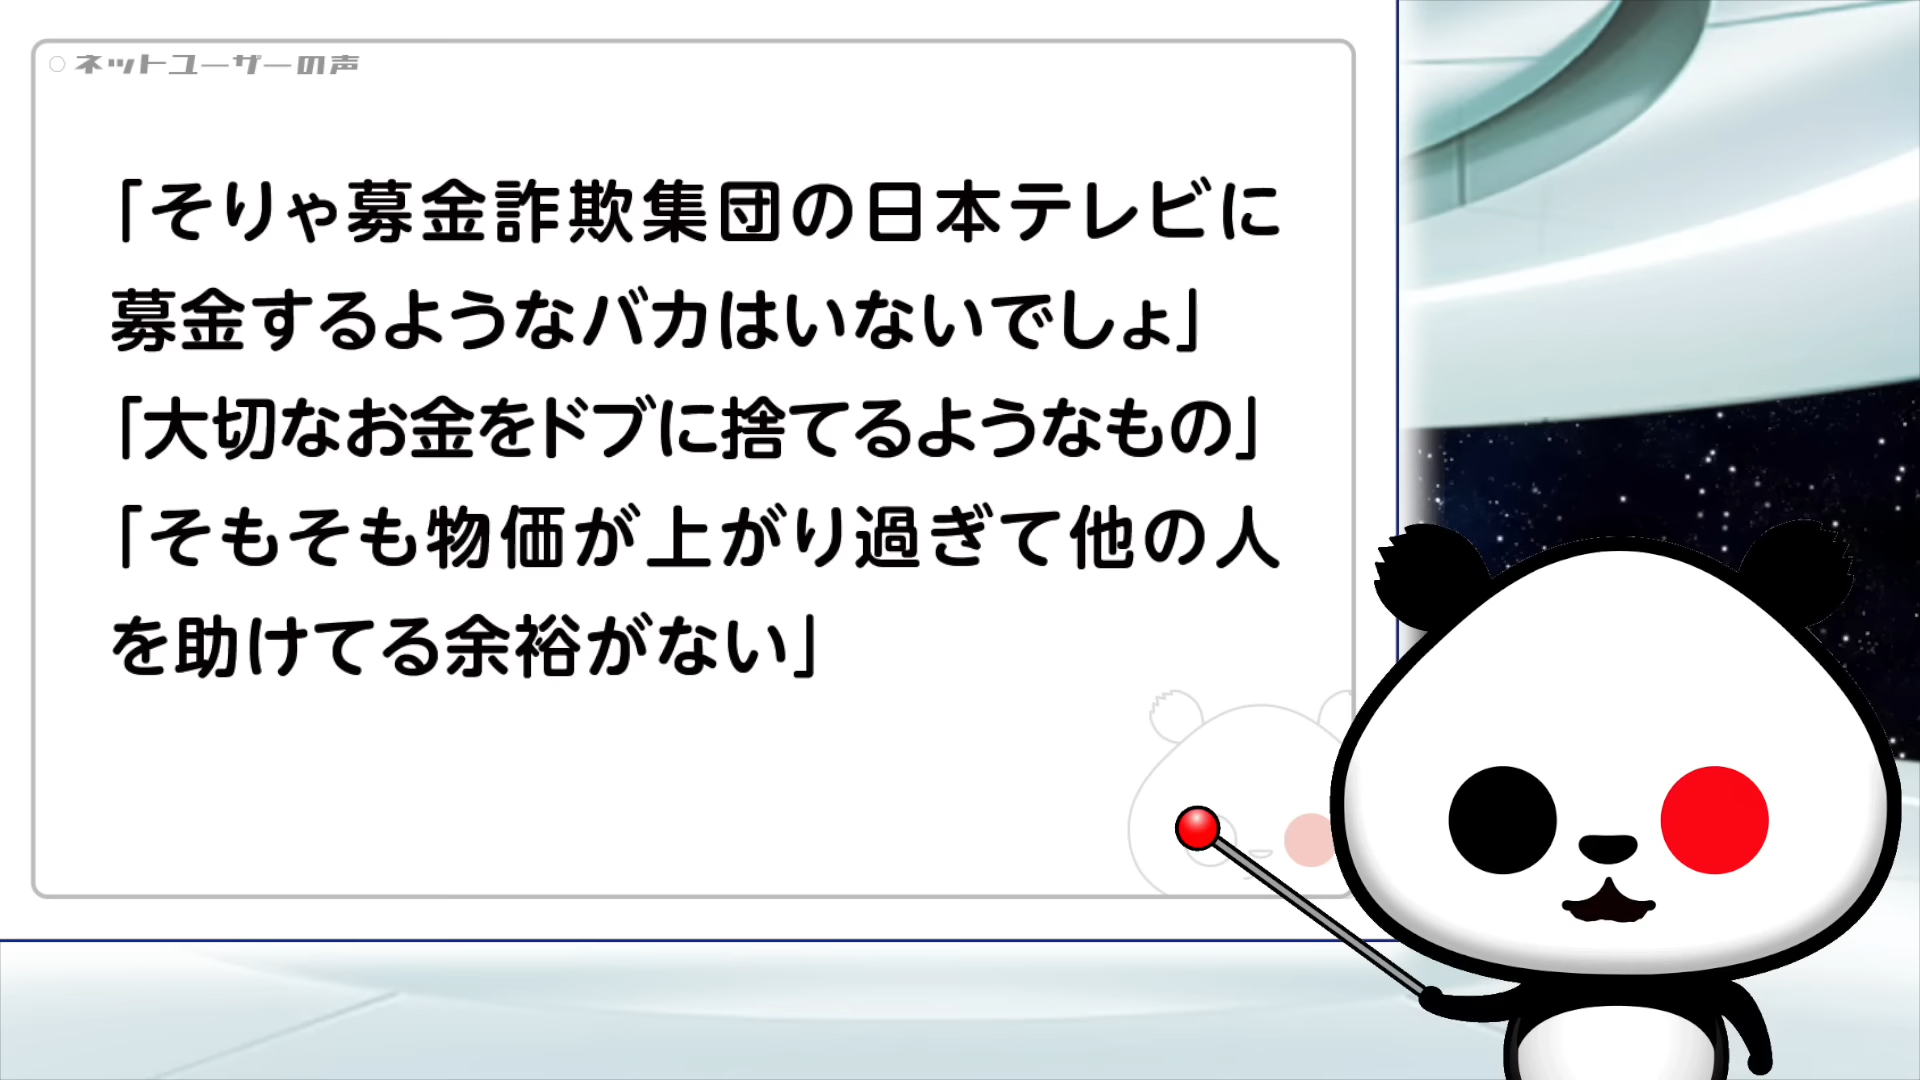 ネットユーザーの声
「そりゃ募金詐欺集団の日本テレビに
募金するようなバカはいないでしょ」
「大切なお金をドブに捨てるようなもの」
「そもそも物価が上がり過ぎて他の人
を助けてる余裕がない」